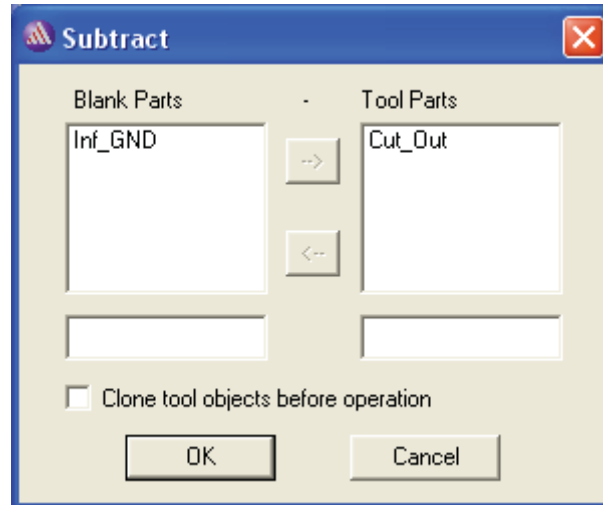 Subtract
Blank Parts - Tool Parts
Inf_GND
Cut_Out
-->
<--
Clone tool objects before operation
OK Cancel